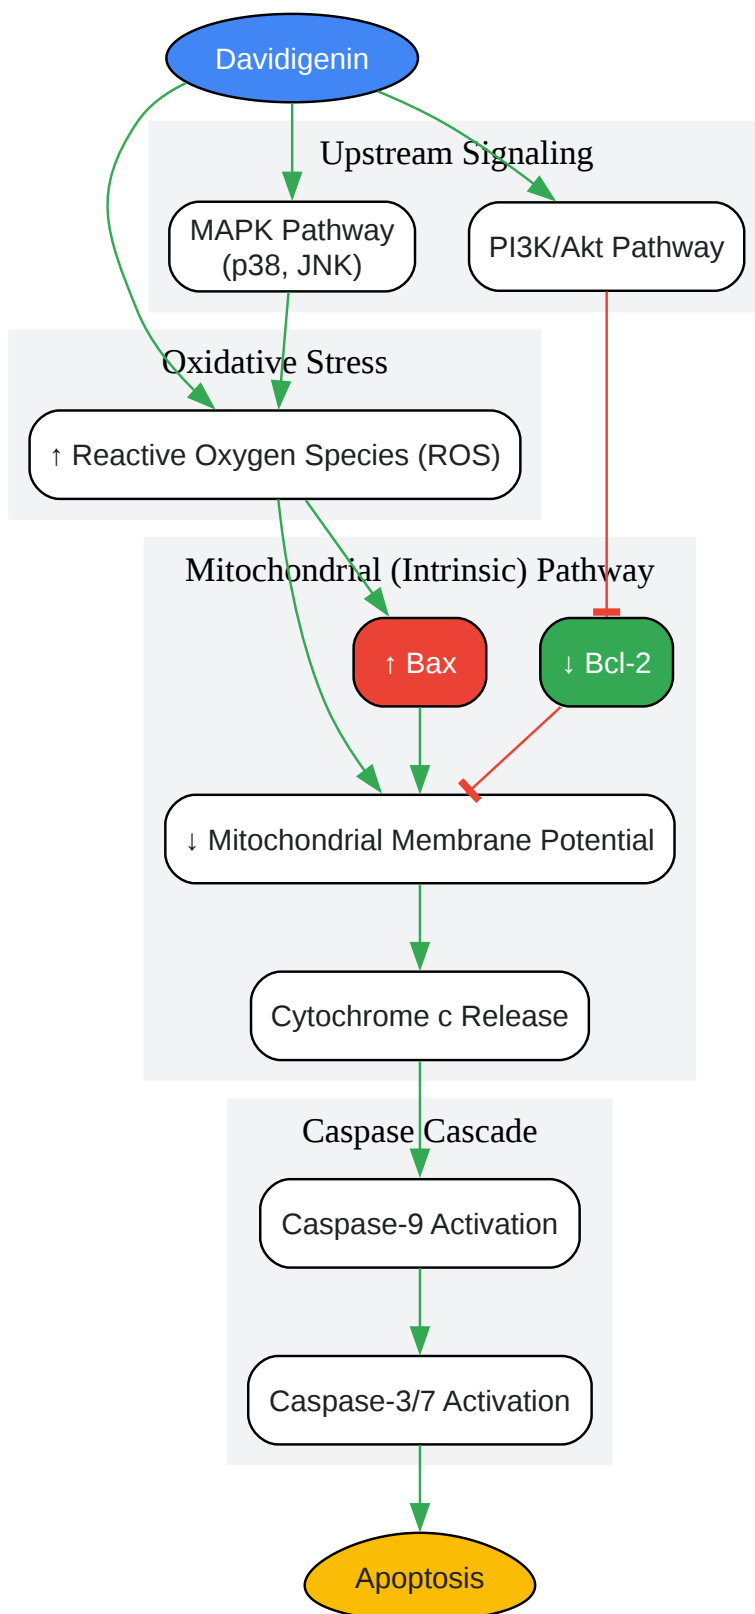 Davidigenin
Upstream Signaling
MAPK Pathway
(p38, JNK)
PI3K/Akt Pathway
Oxidative Stress
↑ Reactive Oxygen Species (ROS)
Mitochondrial (Intrinsic) Pathway
↑ Bax
↓ Bcl-2
↓ Mitochondrial Membrane Potential
Cytochrome c Release
Caspase Cascade
Caspase-9 Activation
Caspase-3/7 Activation
Apoptosis